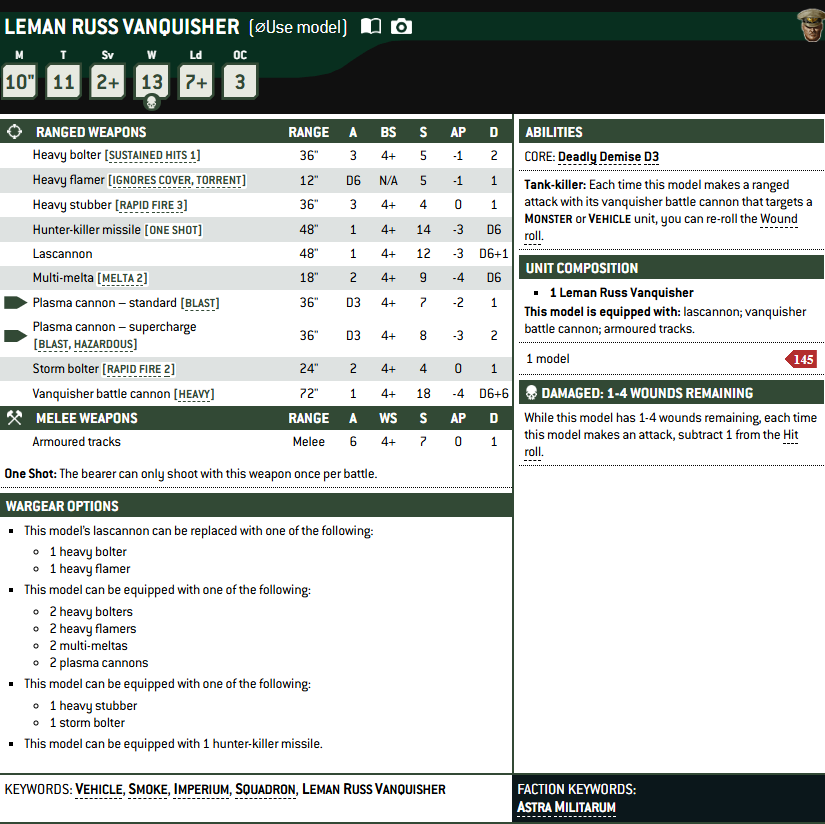 LEMAN RUSS VANQUISHER (⌀Use model)
M T Sv W Ld OC
10" 11 2+ 13 7+ 3
RANGED WEAPONS RANGE A BS S AP D
Heavy bolter [SUSTAINED HITS 1] 36" 3 4+ 5 -1 2
Heavy flamer [IGNORES COVER, TORRENT] 12" D6 N/A 5 -1 1
Heavy stubber [RAPID FIRE 3] 36" 3 4+ 4 0 1
Hunter-killer missile [ONE SHOT] 48" 1 4+ 14 -3 D6
Lascannon 48" 1 4+ 12 -3 D6+1
Multi-melta [MELTA 2] 18" 2 4+ 9 -4 D6
Plasma cannon – standard [BLAST] 36" D3 4+ 7 -2 1
Plasma cannon – supercharge
[BLAST, HAZARDOUS] 36" D3 4+ 8 -3 2
Storm bolter [RAPID FIRE 2] 24" 2 4+ 4 0 1
Vanquisher battle cannon [HEAVY] 72" 1 4+ 18 -4 D6+6
MELEE WEAPONS RANGE A WS S AP D
Armoured tracks Melee 6 4+ 7 0 1
One Shot: The bearer can only shoot with this weapon once per battle.
WARGEAR OPTIONS
▪ This model's lascannon can be replaced with one of the following:
◦ 1 heavy bolter
◦ 1 heavy flamer
▪ This model can be equipped with one of the following:
◦ 2 heavy bolters
◦ 2 heavy flamers
◦ 2 multi-meltas
◦ 2 plasma cannons
▪ This model can be equipped with one of the following:
◦ 1 heavy stubber
◦ 1 storm bolter
▪ This model can be equipped with 1 hunter-killer missile.
ABILITIES
CORE: Deadly Demise D3
Tank-killer: Each time this model makes a ranged
attack with its vanquisher battle cannon that targets a
MONSTER or VEHICLE unit, you can re-roll the Wound
roll.
UNIT COMPOSITION
▪ 1 Leman Russ Vanquisher
This model is equipped with: lascannon; vanquisher
battle cannon; armoured tracks.
1 model 145
DAMAGED: 1-4 WOUNDS REMAINING
While this model has 1-4 wounds remaining, each time
this model makes an attack, subtract 1 from the Hit
roll.
KEYWORDS: VEHICLE, SMOKE, IMPERIUM, SQUADRON, LEMAN RUSS VANQUISHER
FACTION KEYWORDS:
ASTRA MILITARUM